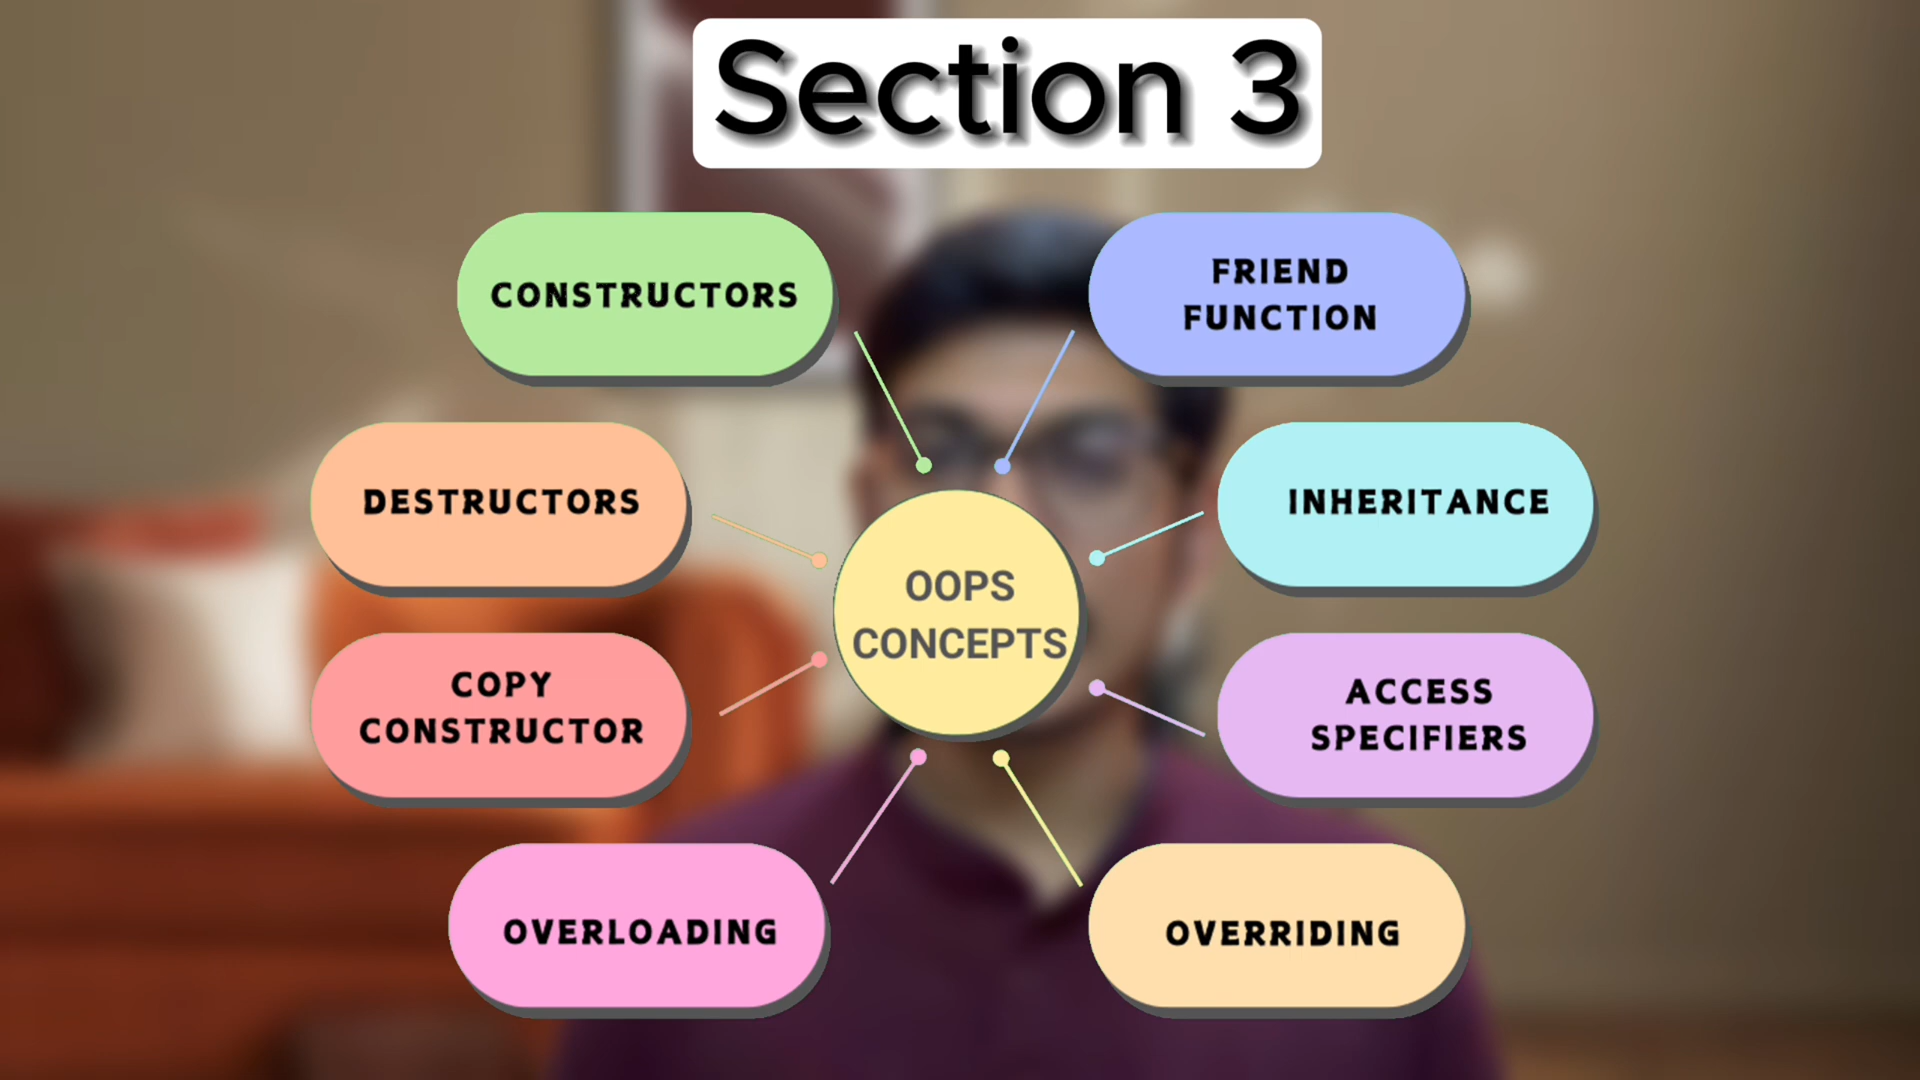 Section 3
CONSTRUCTORS
FRIEND
FUNCTION
DESTRUCTORS
INHERITANCE
OOPS
CONCEPTS
COPY
CONSTRUCTOR
ACCESS
SPECIFIERS
OVERLOADING
OVERRIDING